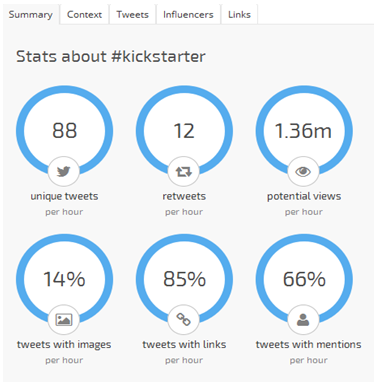 Summary Context Tweets Influencers Links
Stats about #kickstarter
88 12 1.36m
unique tweets retweets potential views
per hour per hour per hour
14% 85% 66%
tweets with images tweets with links tweets with mentions
per hour per hour per hour